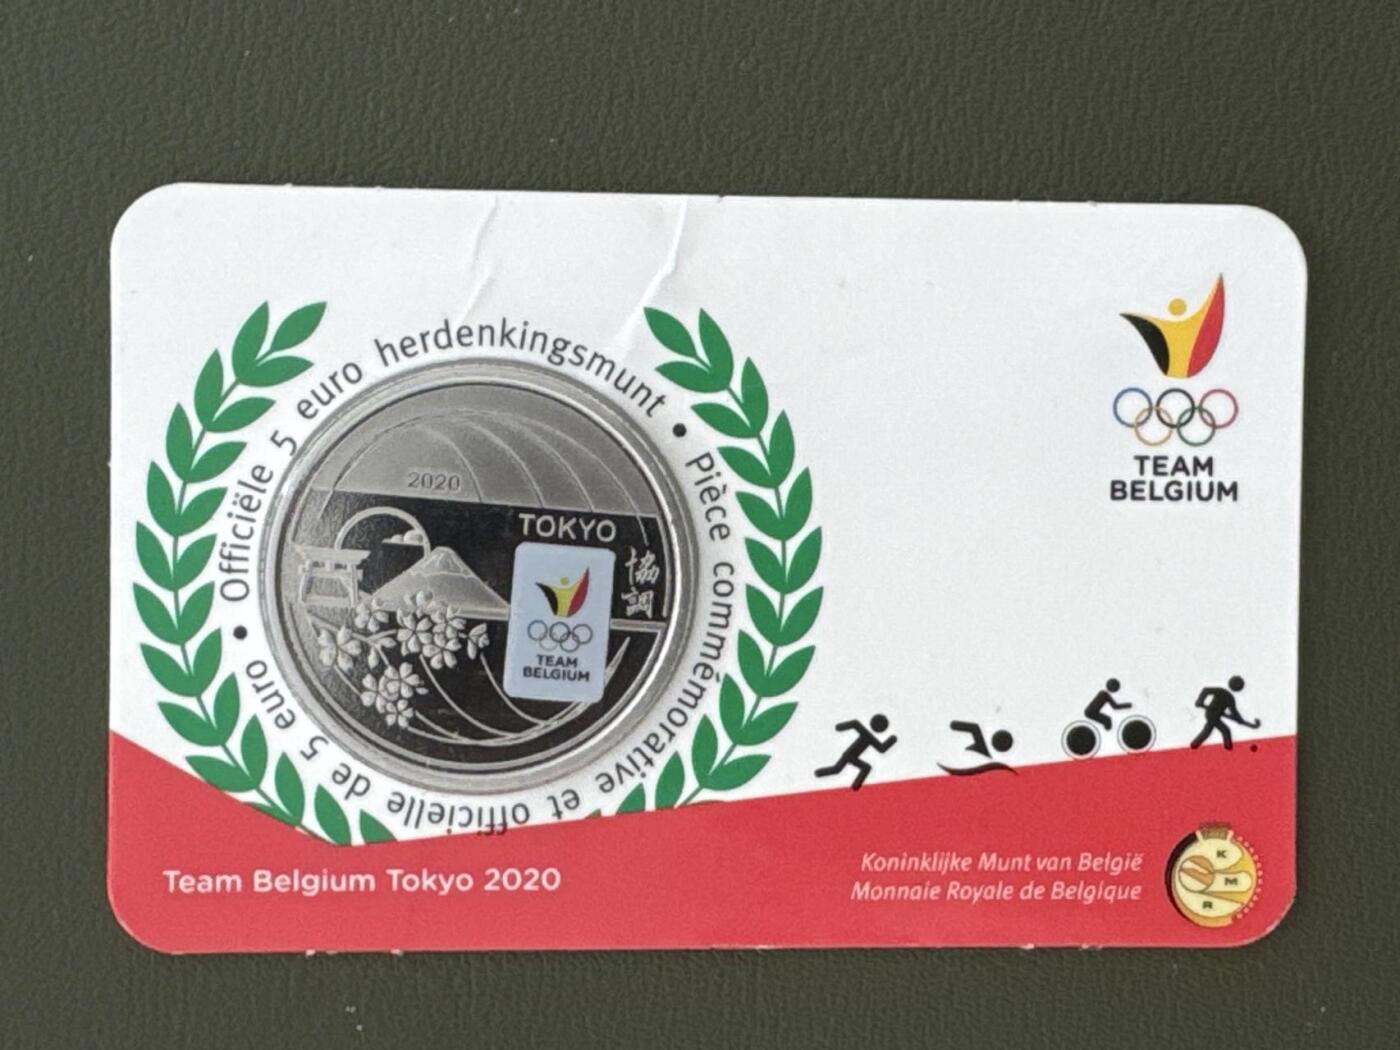 Officiële 5 euro herdenkingsmunt • Pièce commémorative et officielle de 5 euro •
2020
TOKYO
協
調
TEAM
BELGIUM
TEAM
BELGIUM
Team Belgium Tokyo 2020
Koninklijke Munt van België
Monnaie Royale de Belgique
K
M
R